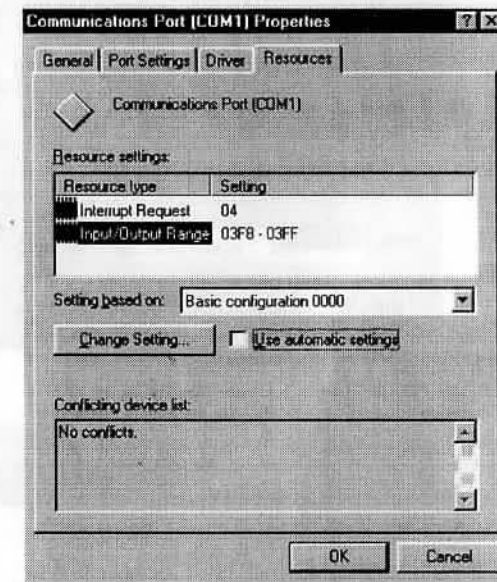 Communications Port (COM1) Properties
General Port Settings Driver Resources
Communications Port (COM1)
Resource settings:
Resource type Setting
Interrupt Request 04
Input/Output Range 03F8 - 03FF
Setting based on: Basic configuration 0000
Change Setting... Use automatic settings
Conflicting device list:
No conflicts.
OK Cancel